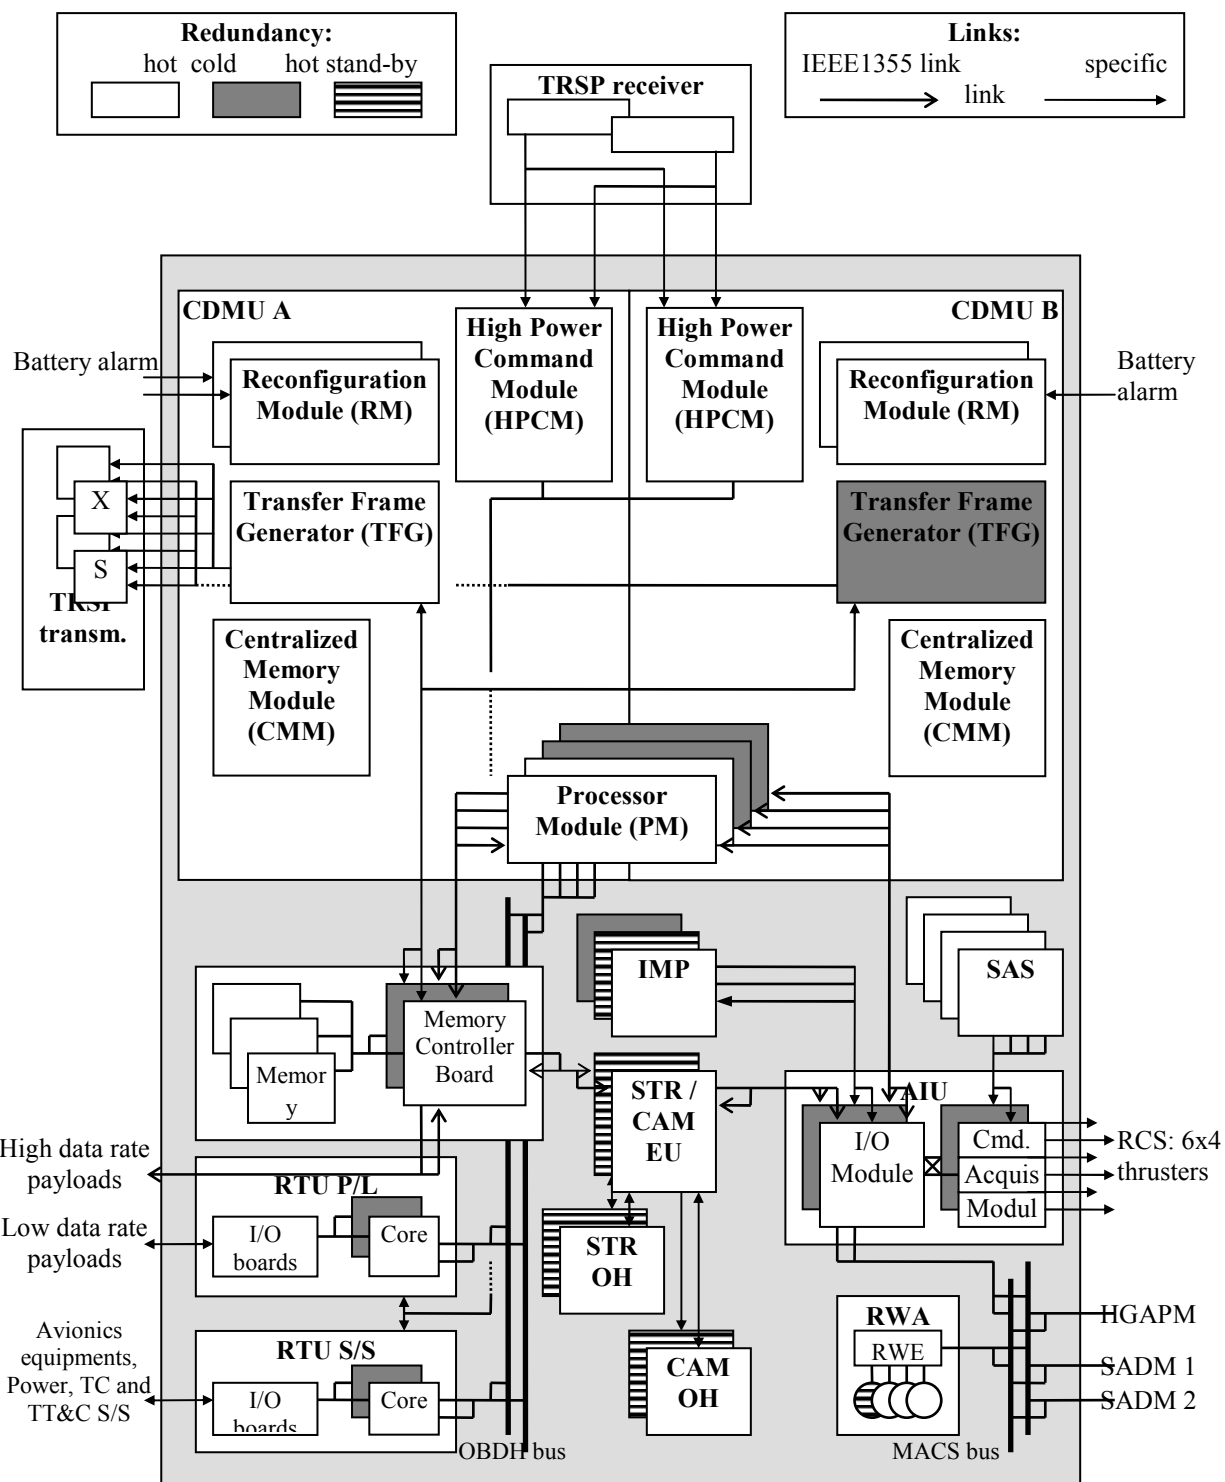 Redundancy:
hot cold hot stand-by
Links:
IEEE1355 link specific
link
TRSP receiver
CDMU A
CDMU B
High Power
Command
Module
(HPCM)
High Power
Command
Module
(HPCM)
Battery alarm
Reconfiguration
Module (RM)
Reconfiguration
Module (RM)
Battery
alarm
X
S
TRSP
transm.
Transfer Frame
Generator (TFG)
Transfer Frame
Generator (TFG)
Centralized
Memory
Module
(CMM)
Centralized
Memory
Module
(CMM)
Processor
Module (PM)
IMP
SAS
Memory
Controller
Board
Memor
y
STR /
CAM
EU
AIU
I/O
Module
Cmd.
Acquis
Modul
RCS: 6x4
thrusters
High data rate
payloads
RTU P/L
I/O
boards
Core
Low data rate
payloads
STR
OH
RWA
RWE
HGAPM
SADM 1
SADM 2
Avionics
equipments,
Power, TC and
TT&C S/S
RTU S/S
I/O
boards
Core
CAM
OH
OBDH bus
MACS bus